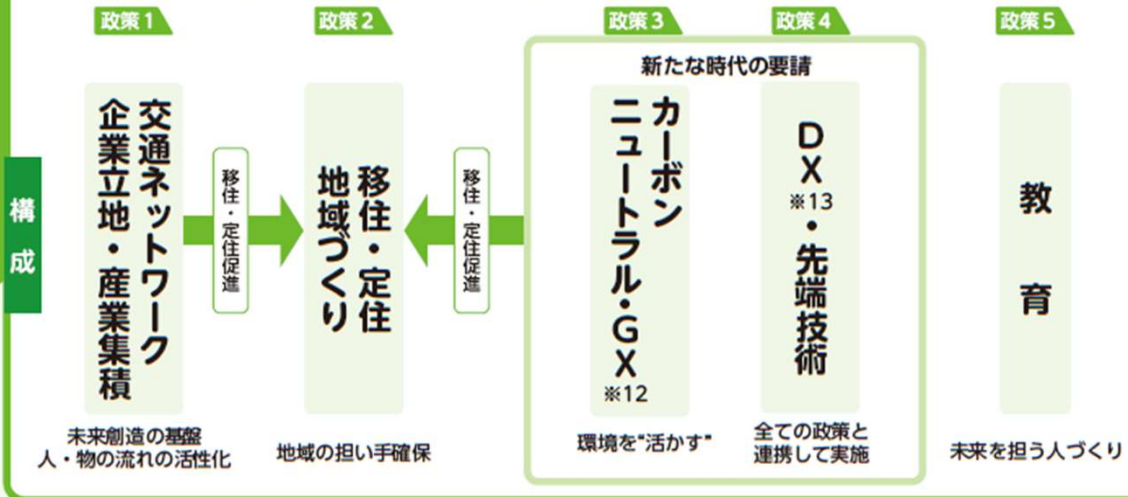 構成
政策1
交通ネットワーク
企業立地・産業集積
未来創造の基盤
人・物の流れの活性化
移住・定住促進
政策2
移住・定住
地域づくり
地域の担い手確保
移住・定住促進
新たな時代の要請
政策3
カーボン
ニュートラル・GX
※12
環境を"活かす"
政策4
DX
※13
・先端技術
全ての政策と
連携して実施
政策5
教育
未来を担う人づくり